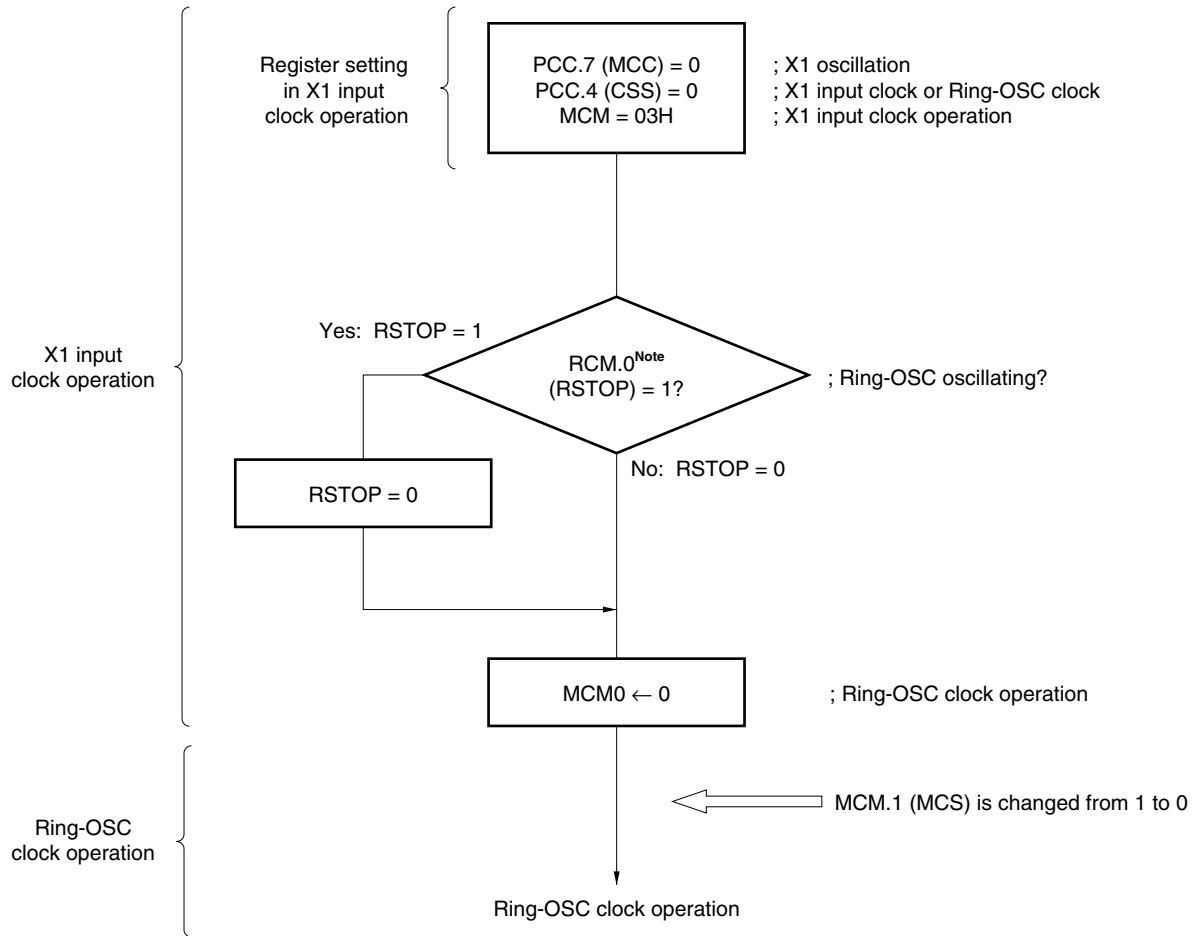 Register setting
in X1 input
clock operation
PCC.7 (MCC) = 0
PCC.4 (CSS) = 0
MCM = 03H
; X1 oscillation
; X1 input clock or Ring-OSC clock
; X1 input clock operation
X1 input
clock operation
Yes: RSTOP = 1
RCM.0Note
(RSTOP) = 1?
; Ring-OSC oscillating?
No: RSTOP = 0
RSTOP = 0
MCM0 ← 0
; Ring-OSC clock operation
Ring-OSC
clock operation
MCM.1 (MCS) is changed from 1 to 0
Ring-OSC clock operation